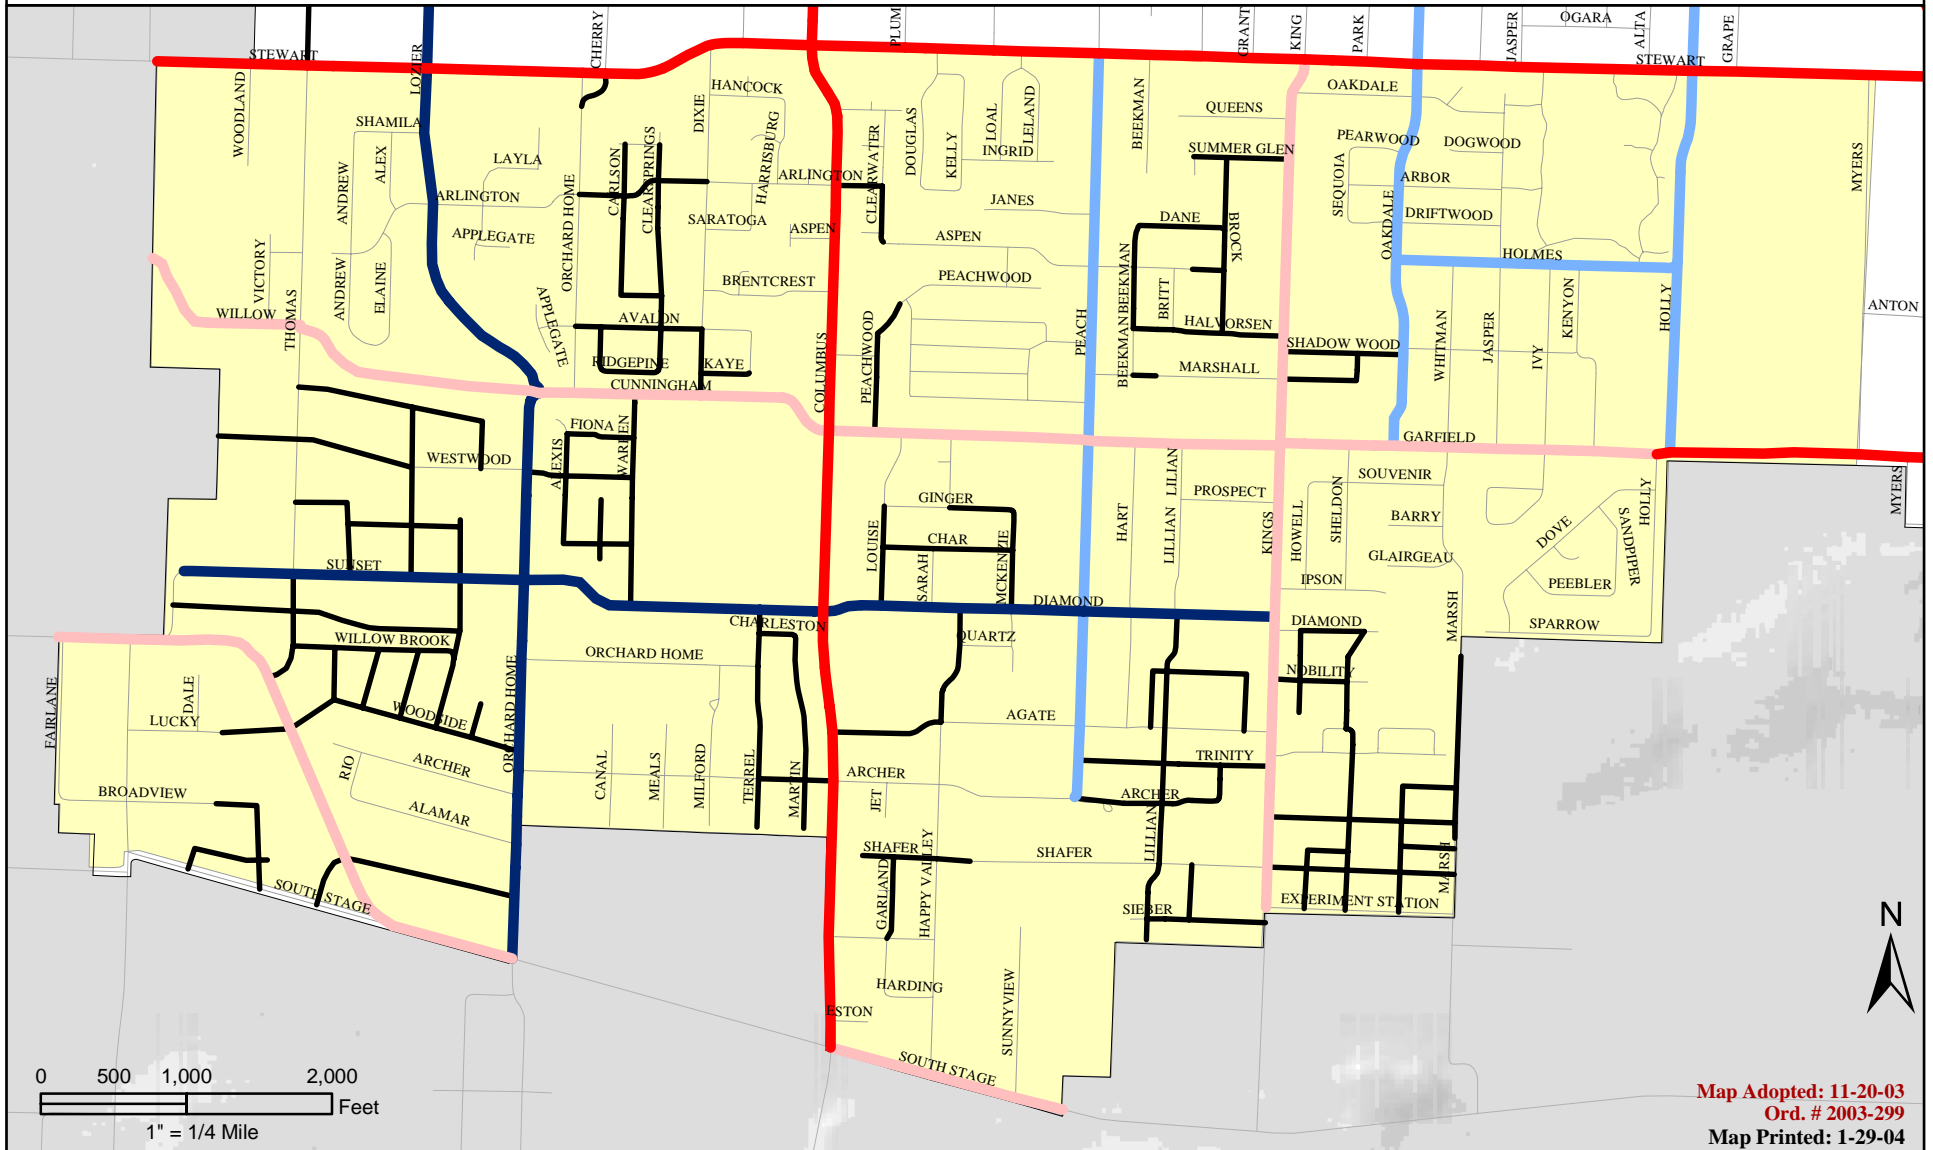 OGARA
CHERRY
PLUM
GRANT
KING
PARK
JASPER
ALTA
GRAPE
STEWART
LOZIER
STEWART
WOODLAND
HANCOCK
DIXIE
OAKDALE
QUEENS
BEEKMAN
LOAL
LELAND
DOUGLAS
KELLY
INGRID
SHAMILA
ANDREW
ALEX
LAYLA
CARLSON
CLEARSPRINGS
HARRISBURG
CLEARWATER
SUMMER GLEN
PEARWOOD
DOGWOOD
SEQUOIA
ARBOR
MYERS
ARLINGTON
ARLINGTON
ORCHARD HOME
SARATOGA
ASPEN
JANES
DANE
BROCK
DRIFTWOOD
OAKDALE
APPLEGATE
ASPEN
HOLMES
VICTORY
THOMAS
ANDREW
ELAINE
BRENTCREST
PEACHWOOD
BEEKMAN
BEEKMAN
BRITT
KENYON
HOLLY
ANTON
WILLOW
APPLEGATE
AVALON
COLUMBUS
PEACHWOOD
PEACH
HALVORSEN
SHADOW WOOD
WHITMAN
JASPER
IVY
RIDGEPINE
KAYE
CUNNINGHAM
BEEKMAN
MARSHALL
GARFIELD
FIONA
WARREN
ALEXIS
WESTWOOD
LILLIAN
LILIAN
HART
PROSPECT
SOUVENIR
GINGER
KINGS
HOWELL
SHELDON
BARRY
DOVE
SANDPIPER
HOLLY
MYERS
LOUISE
CHAR
SARAH
MCKENZIE
GLAIRGEAU
SUNSET
IPSON
PEEBLER
DIAMOND
CHARLESTON
DIAMOND
MARSH
SPARROW
WILLOW BROOK
QUARTZ
ORCHARD HOME
NOBILITY
FAIRLANE
DALE
LUCKY
WOODSIDE
ORCHARD HOME
AGATE
RIO
ARCHER
CANAL
MEALS
MILFORD
TERREL
MARTIN
ARCHER
JET
TRINITY
ARCHER
BROADVIEW
ALAMAR
LILLIAN
SHAFER
SHAFER
GARLAND
HAPPY VALLEY
MARSH
SOUTH STAGE
SIEBER
EXPERIMENT STATION
HARDING
ESTON
SUNNYVIEW
SOUTH STAGE
N
0 500 1,000 2,000
Feet
1" = 1/4 Mile
Map Adopted: 11-20-03
Ord. # 2003-299
Map Printed: 1-29-04